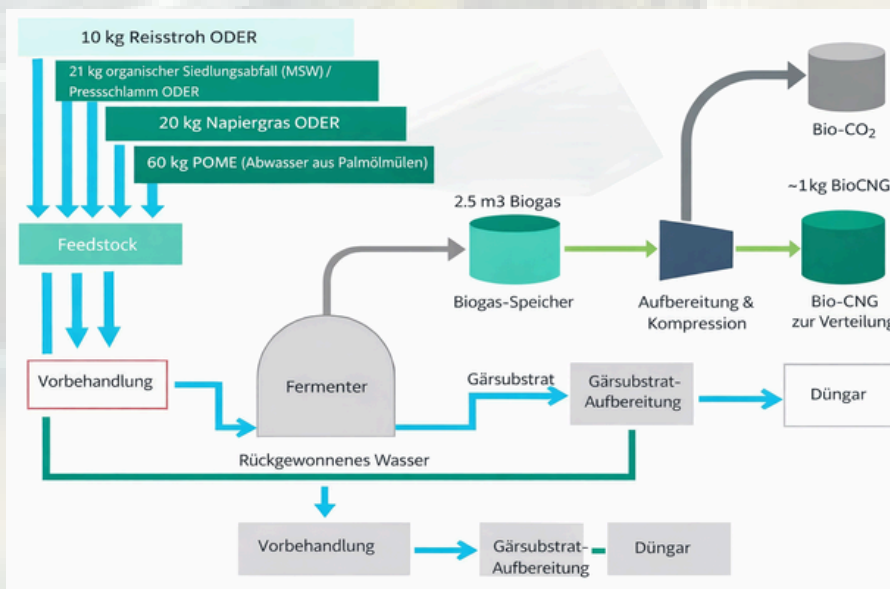 10 kg Reisstroh ODER
21 kg organischer Siedlungsabfall (MSW) /
Pressschlamm ODER
20 kg Napiergras ODER
60 kg POME (Abwasser aus Palmölmülen)
Feedstock
Vorbehandlung
Fermenter
2.5 m3 Biogas
Biogas-Speicher
Aufbereitung &
Kompression
Bio-CO₂
~1 kg BioCNG
Bio-CNG
zur Verteilung
Gärsubstrat
Gärsubstrat-
Aufbereitung
Düngar
Rückgewonnenes Wasser
Vorbehandlung
Gärsubstrat-
Aufbereitung
Düngar